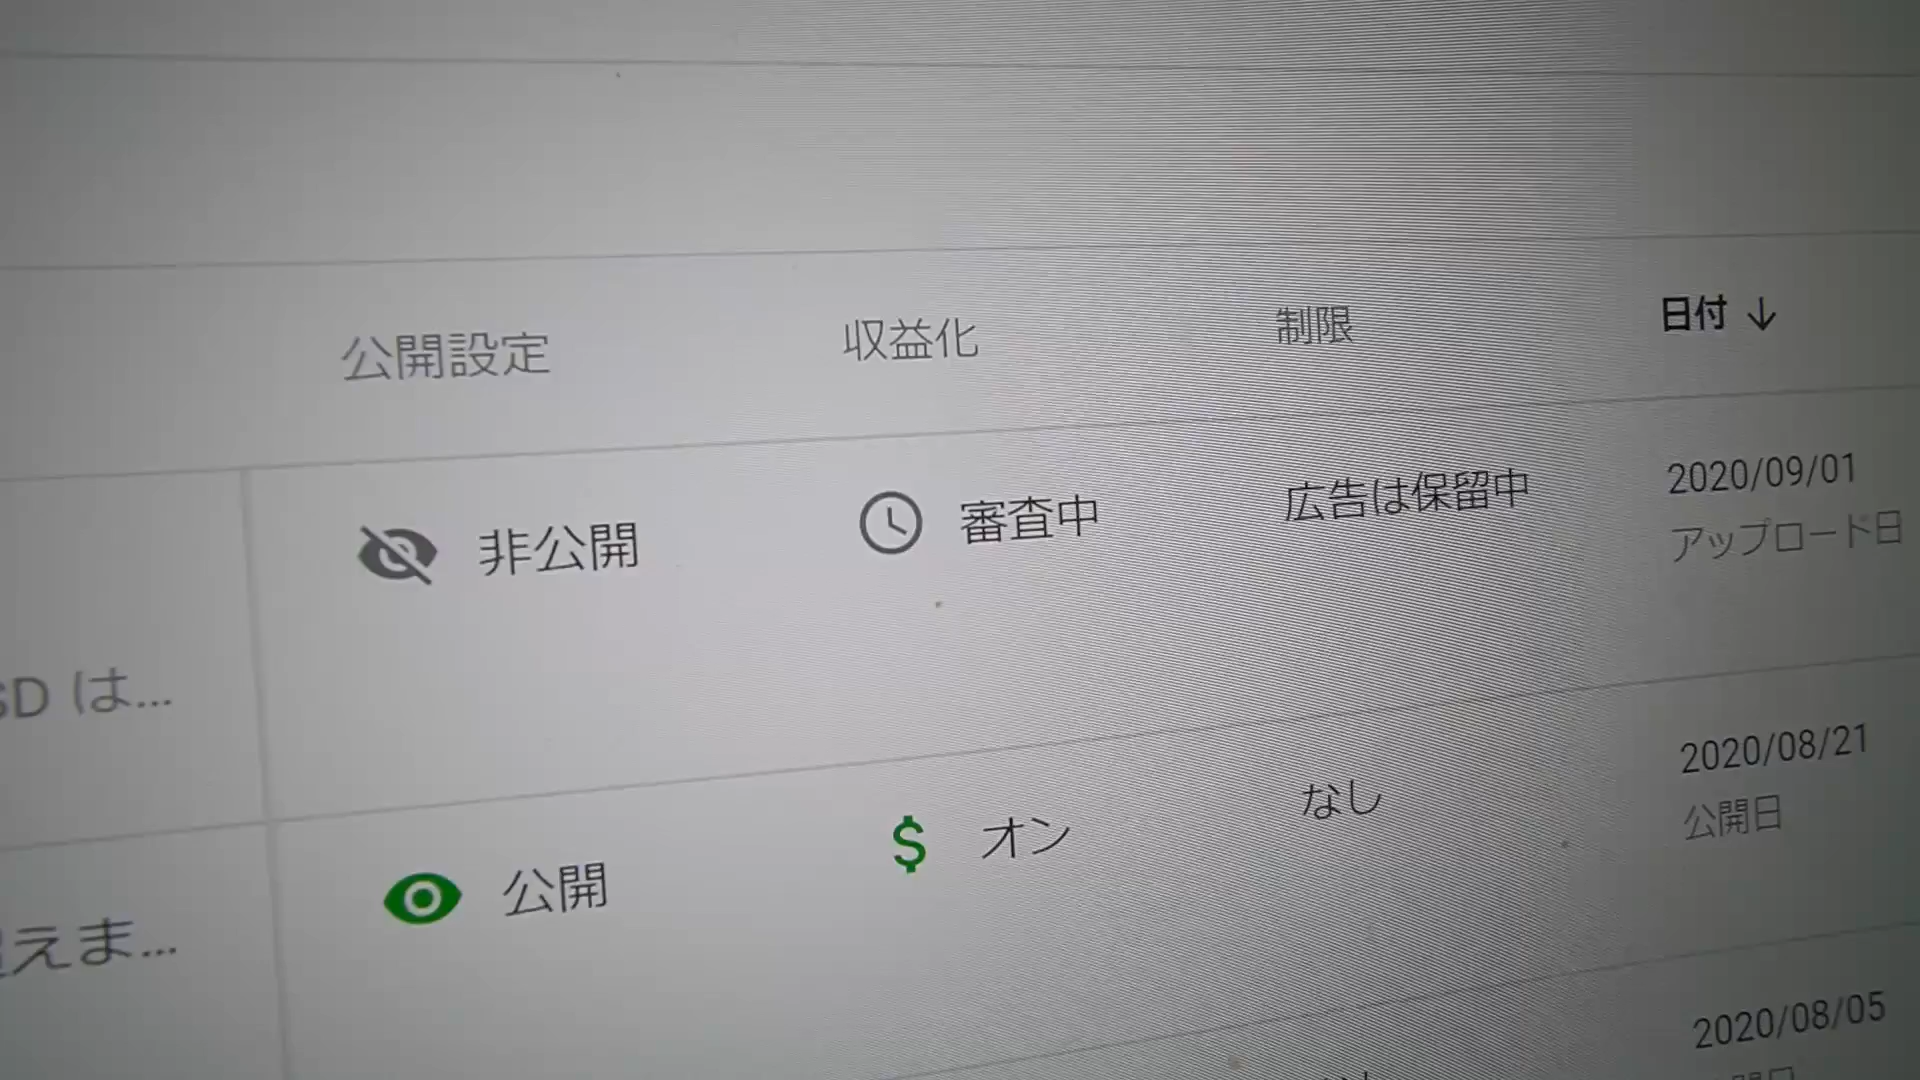 公開設定 収益化 制限 日付 ↓
非公開 審査中 広告は保留中 2020/09/01
アップロード日
SD は...
公開 $ オン なし 2020/08/21
公開日
えま...
2020/08/05